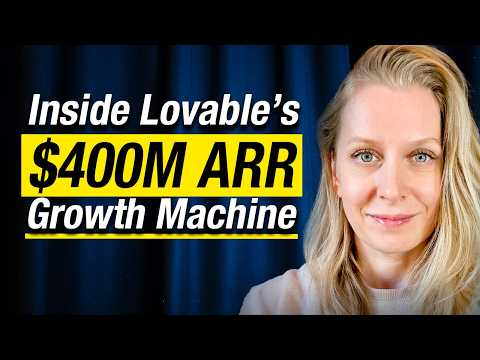 Inside Lovable's
$400M ARR
Growth Machine